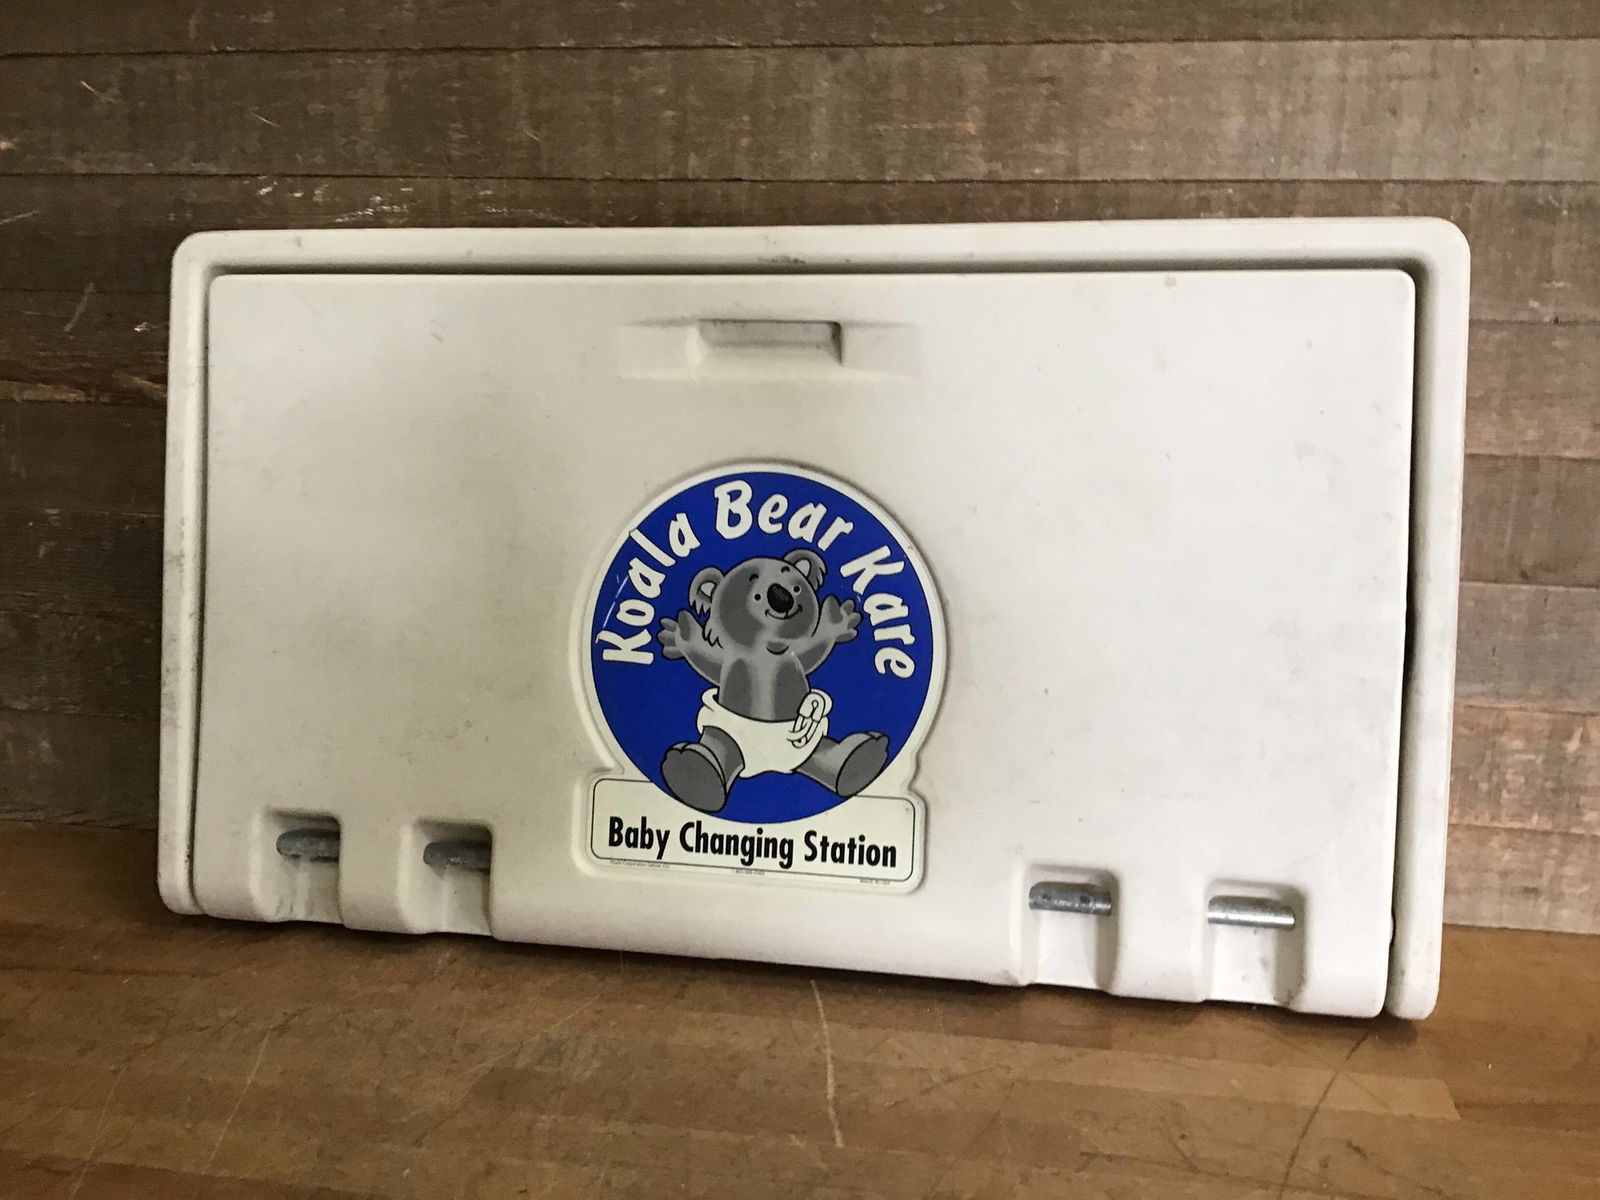 Koala Bear Kare
Baby Changing Station